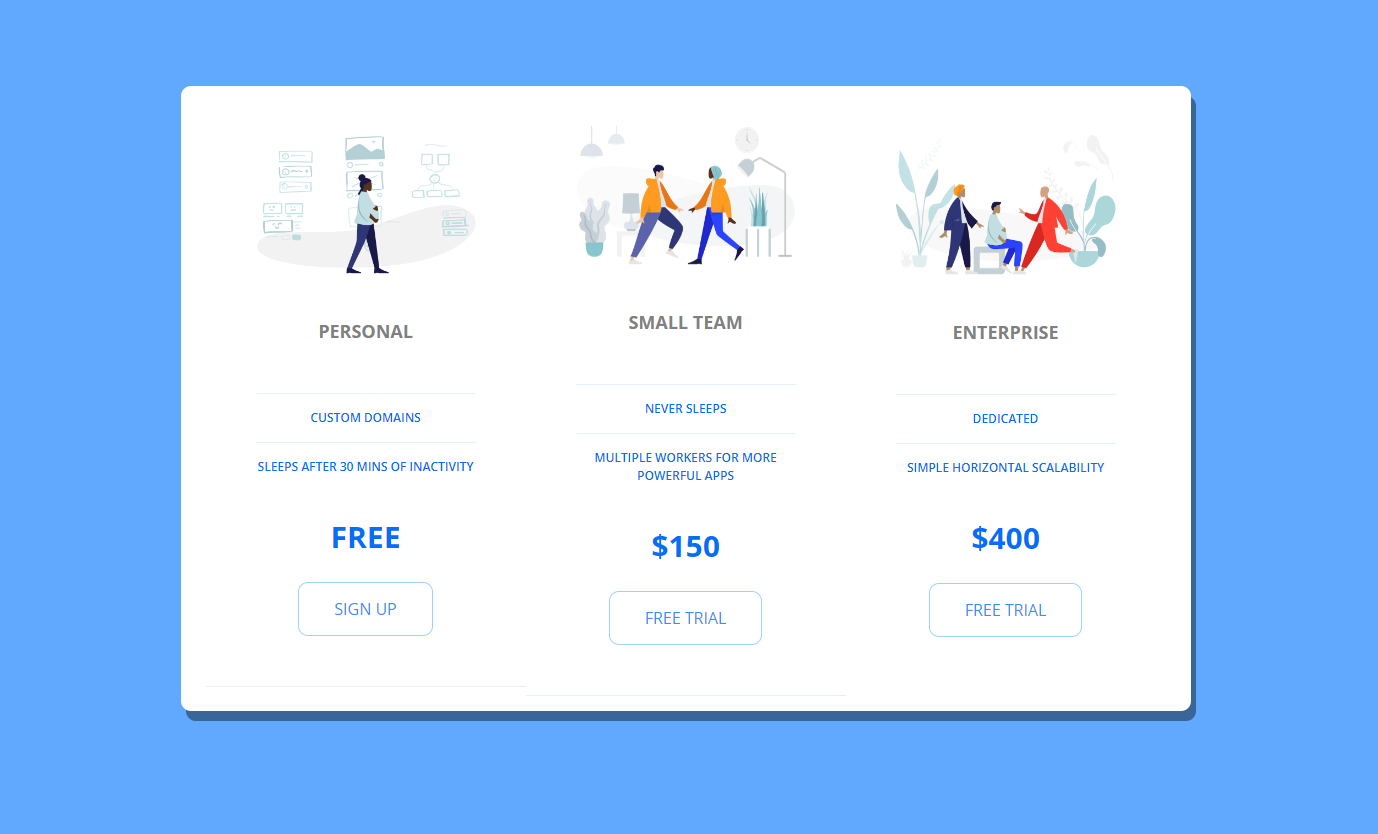 PERSONAL
CUSTOM DOMAINS
SLEEPS AFTER 30 MINS OF INACTIVITY
FREE
SIGN UP
SMALL TEAM
NEVER SLEEPS
MULTIPLE WORKERS FOR MORE
POWERFUL APPS
$150
FREE TRIAL
ENTERPRISE
DEDICATED
SIMPLE HORIZONTAL SCALABILITY
$400
FREE TRIAL